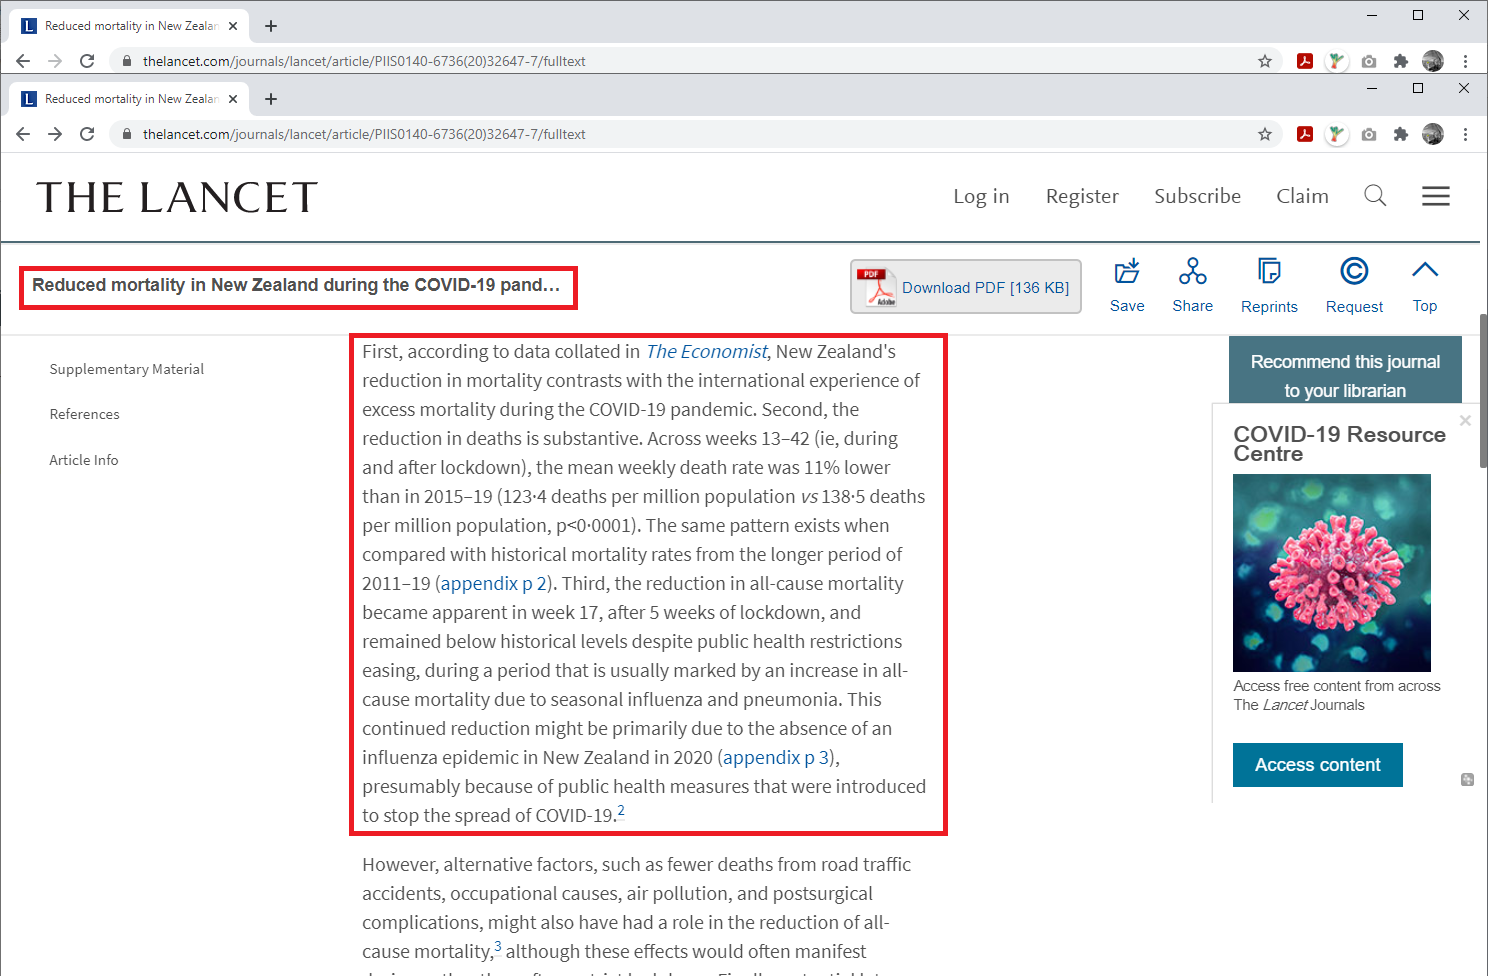 Reduced mortality in New Zealan
thelancet.com/journals/lancet/article/PIIS0140-6736(20)32647-7/fulltext
Reduced mortality in New Zealan
thelancet.com/journals/lancet/article/PIIS0140-6736(20)32647-7/fulltext
THE LANCET
Log in Register Subscribe Claim
Reduced mortality in New Zealand during the COVID-19 pand...
PDF
Adobe
Download PDF [136 KB]
Save Share Reprints Request Top
Supplementary Material
References
Article Info
First, according to data collated in The Economist, New Zealand's
reduction in mortality contrasts with the international experience of
excess mortality during the COVID-19 pandemic. Second, the
reduction in deaths is substantive. Across weeks 13–42 (ie, during
and after lockdown), the mean weekly death rate was 11% lower
than in 2015–19 (123·4 deaths per million population vs 138·5 deaths
per million population, p<0·0001). The same pattern exists when
compared with historical mortality rates from the longer period of
2011–19 (appendix p 2). Third, the reduction in all-cause mortality
became apparent in week 17, after 5 weeks of lockdown, and
remained below historical levels despite public health restrictions
easing, during a period that is usually marked by an increase in all-
cause mortality due to seasonal influenza and pneumonia. This
continued reduction might be primarily due to the absence of an
influenza epidemic in New Zealand in 2020 (appendix p 3),
presumably because of public health measures that were introduced
to stop the spread of COVID-19.2
However, alternative factors, such as fewer deaths from road traffic
accidents, occupational causes, air pollution, and postsurgical
complications, might also have had a role in the reduction of all-
cause mortality,3 although these effects would often manifest
Recommend this journal
to your librarian
COVID-19 Resource
Centre
Access free content from across
The Lancet Journals
Access content